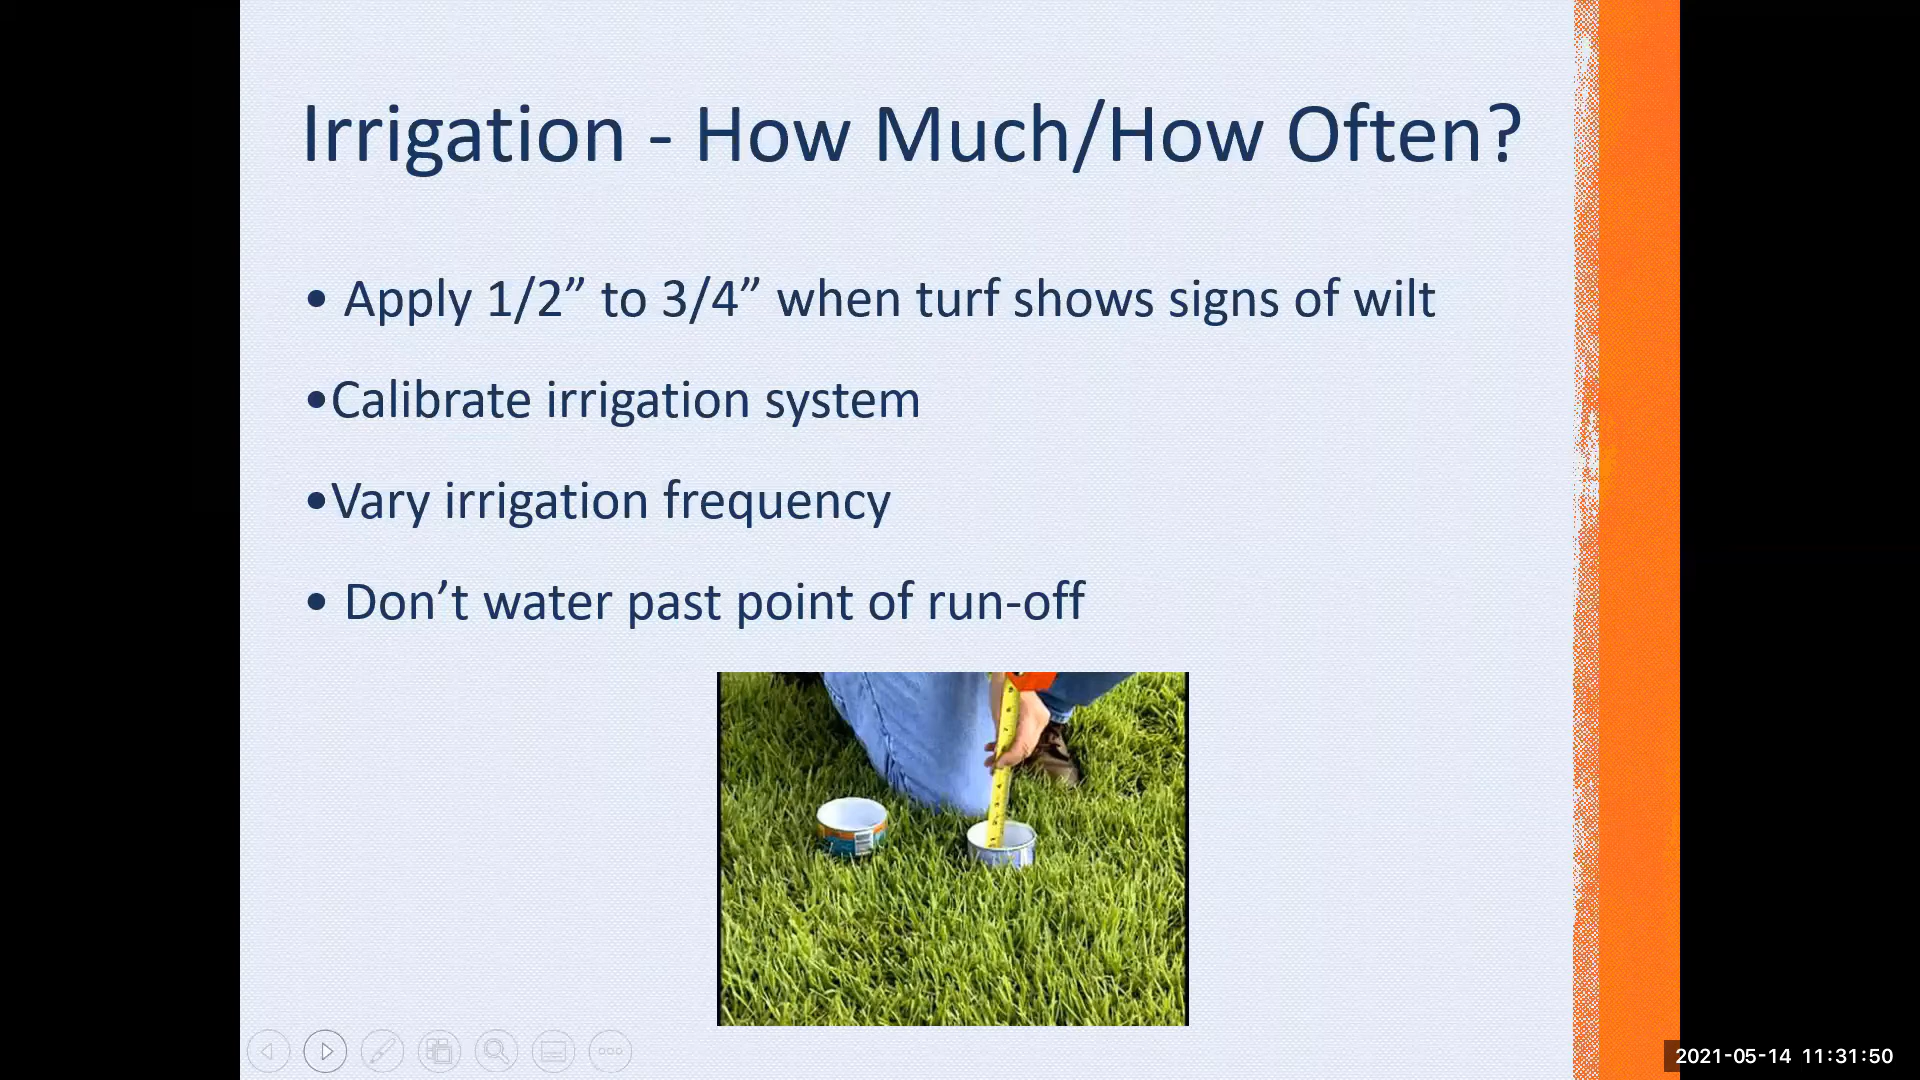 Irrigation - How Much/How Often?
• Apply 1/2” to 3/4” when turf shows signs of wilt
•Calibrate irrigation system
•Vary irrigation frequency
• Don’t water past point of run-off
2021-05-14 11:31:50